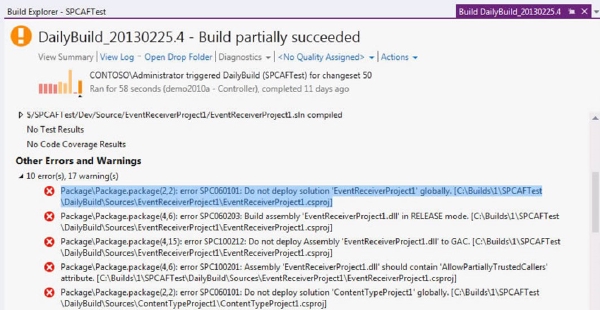 Build Explorer - SPCAFTest
Build DailyBuild_20130225.4
DailyBuild_20130225.4 - Build partially succeeded
View Summary | View Log - Open Drop Folder | Diagnostics | <No Quality Assigned> | Actions
CONTOSO\Administrator triggered DailyBuild (SPCAFTest) for changeset 50
Ran for 58 seconds (demo2010a - Controller), completed 11 days ago
$/SPCAFTest/Dev/Source/EventReceiverProject1/EventReceiverProject1.sln compiled
No Test Results
No Code Coverage Results
Other Errors and Warnings
10 error(s), 17 warning(s)
Package\Package.package(2,2): error SPC060101: Do not deploy solution 'EventReceiverProject1' globally. [C:\Builds\1\SPCAFTest
\DailyBuild\Sources\EventReceiverProject1\EventReceiverProject1.csproj]
Package\Package.package(4,6): error SPC060203: Build assembly 'EventReceiverProject1.dll' in RELEASE mode. [C:\Builds\1\SPCAFTest
\DailyBuild\Sources\EventReceiverProject1\EventReceiverProject1.csproj]
Package\Package.package(4,15): error SPC100212: Do not deploy Assembly 'EventReceiverProject1.dll' to GAC. [C:\Builds\1\SPCAFTest
\DailyBuild\Sources\EventReceiverProject1\EventReceiverProject1.csproj]
Package\Package.package(4,6): error SPC100201: Assembly 'EventReceiverProject1.dll' should contain 'AllowPartiallyTrustedCallers'
attribute. [C:\Builds\1\SPCAFTest\DailyBuild\Sources\EventReceiverProject1\EventReceiverProject1.csproj]
Package\Package.package(2,2): error SPC060101: Do not deploy solution 'ContentTypeProject1' globally. [C:\Builds\1\SPCAFTest
\DailyBuild\Sources\ContentTypeProject1\ContentTypeProject1.csproj]